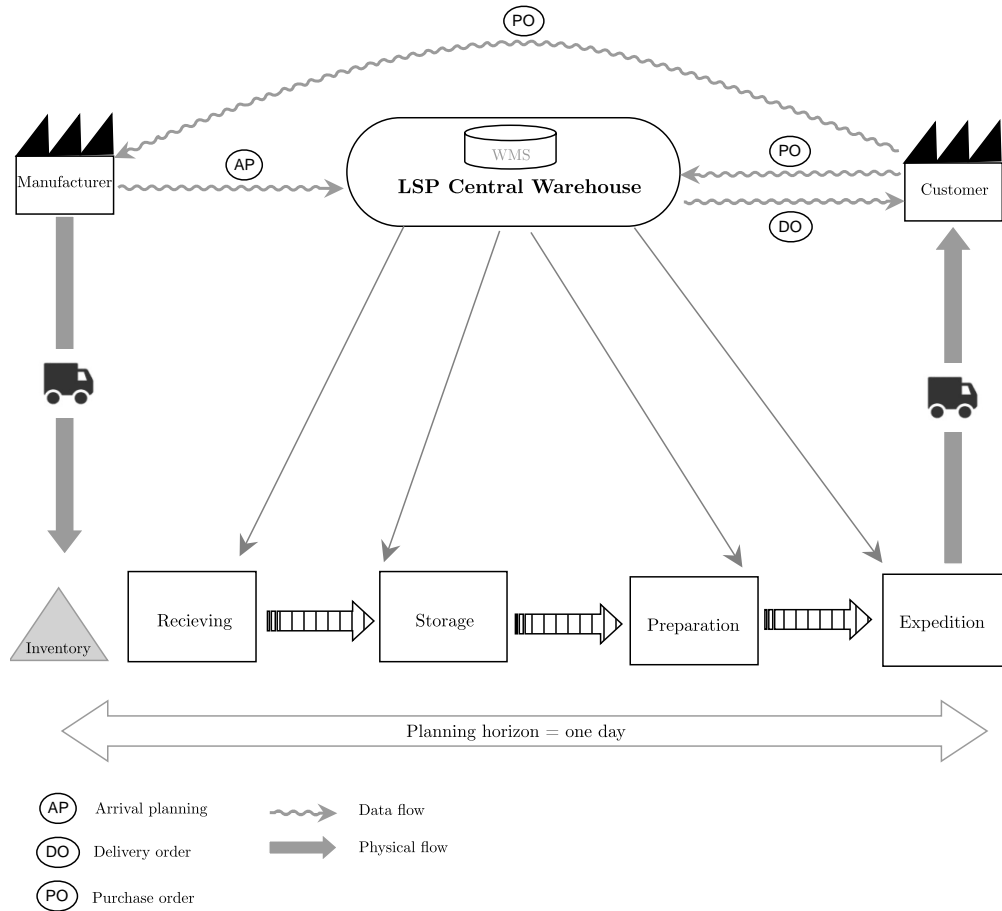 PO
AP
PO
WMS
Manufacturer
LSP Central Warehouse
Customer
DO
Recieving
Storage
Preparation
Expedition
Inventory
Planning horizon = one day
AP Arrival planning
Data flow
DO Delivery order
Physical flow
PO Purchase order